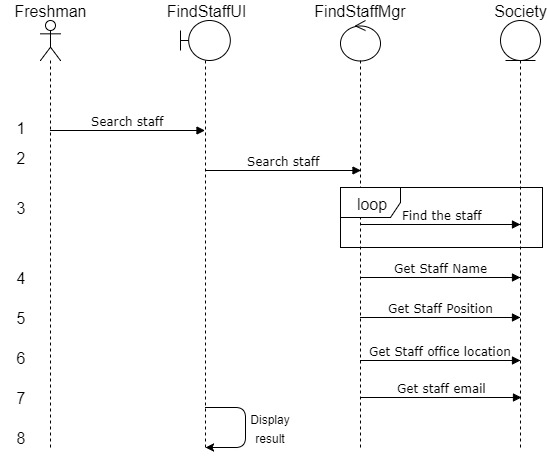 Freshman FindStaffUI FindStaffMgr Society
1 Search staff
2 Search staff
loop
3 Find the staff
4 Get Staff Name
5 Get Staff Position
6 Get Staff office location
7 Get staff email
Display
8 result